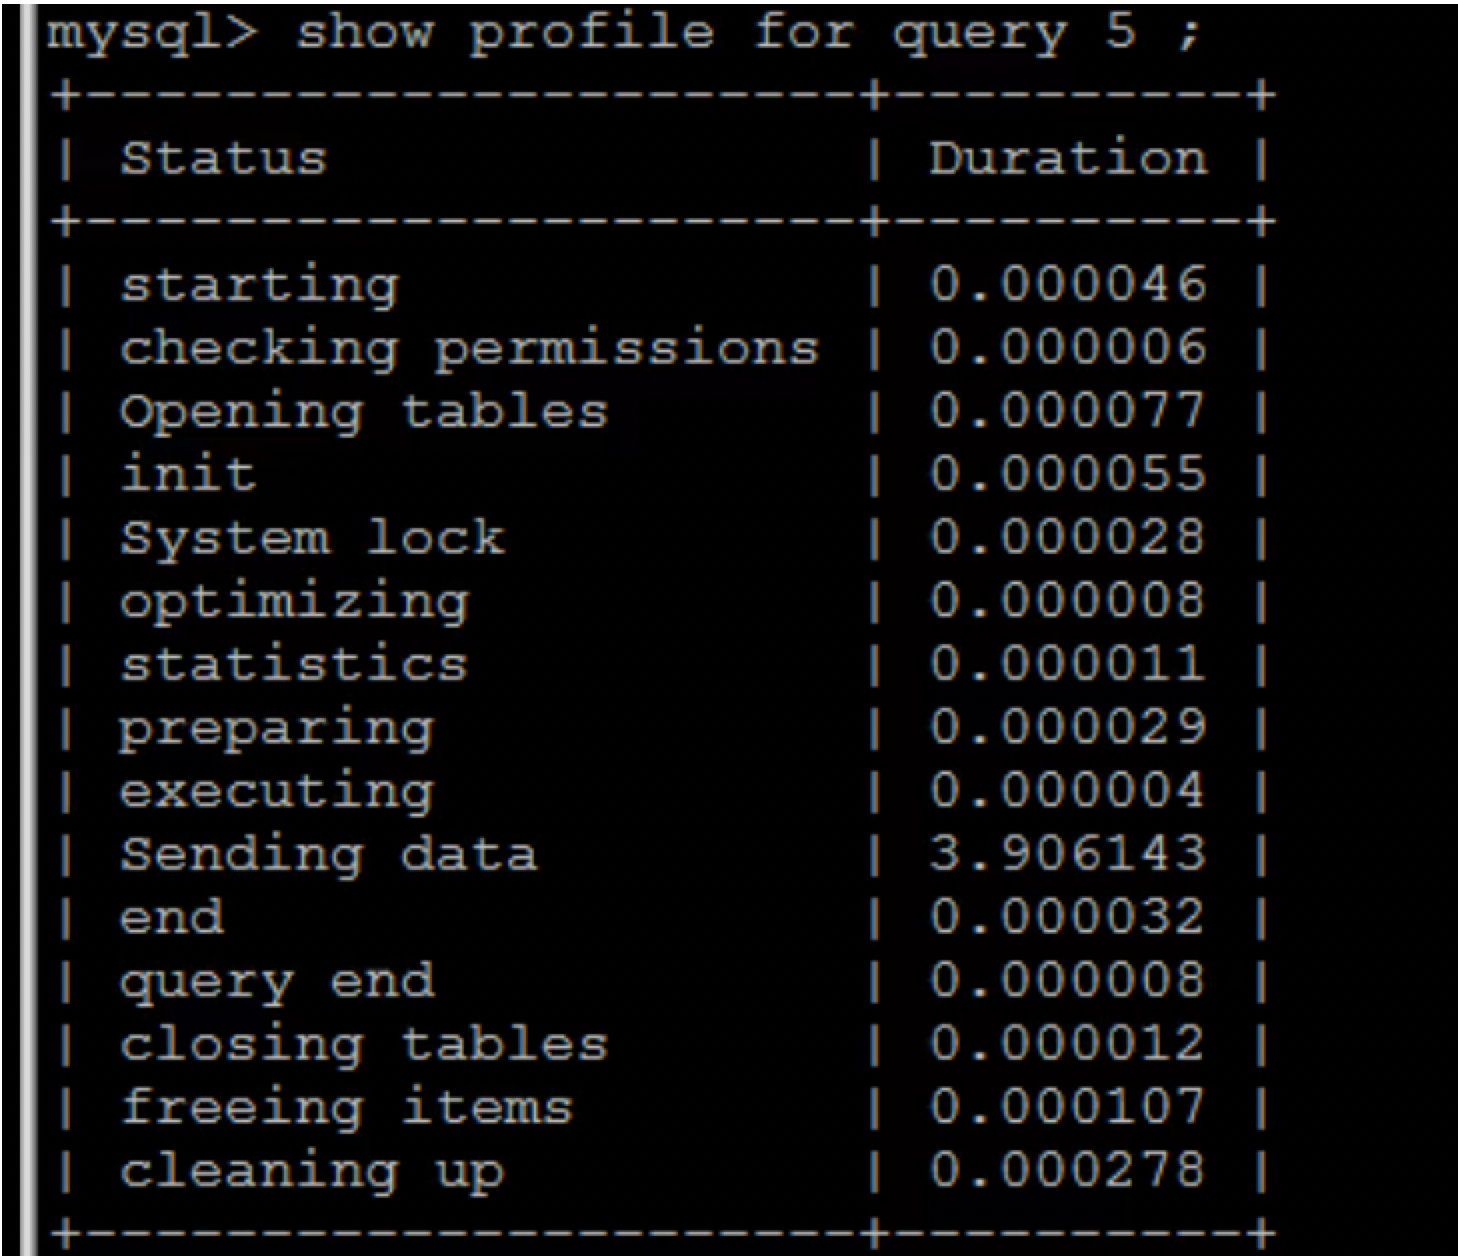 mysql> show profile for query 5 ;
+----------------------+----------+
| Status               | Duration |
+----------------------+----------+
| starting             | 0.000046 |
| checking permissions | 0.000006 |
| Opening tables       | 0.000077 |
| init                 | 0.000055 |
| System lock          | 0.000028 |
| optimizing           | 0.000008 |
| statistics           | 0.000011 |
| preparing            | 0.000029 |
| executing            | 0.000004 |
| Sending data         | 3.906143 |
| end                  | 0.000032 |
| query end            | 0.000008 |
| closing tables       | 0.000012 |
| freeing items        | 0.000107 |
| cleaning up          | 0.000278 |
+----------------------+----------+